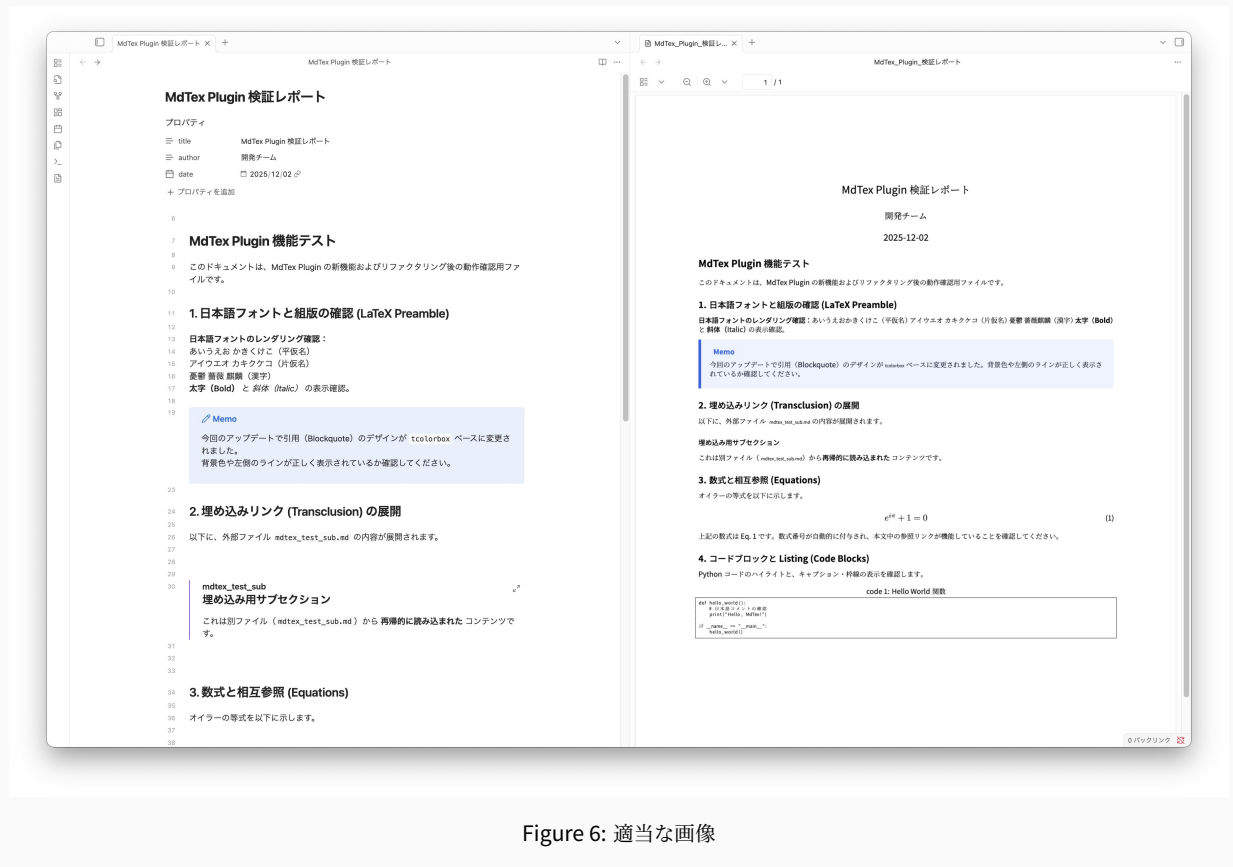 MdTex Plugin 検証レポート
MdTex Plugin 検証レポート
MdTex Plugin 検証レポート
プロパティ
title MdTex Plugin 検証レポート
author 開発チーム
date 2025/12/02
プロパティを追加
6
7 MdTex Plugin 機能テスト
8
9 このドキュメントは、MdTex Plugin の新機能およびリファクタリング後の動作確認用ファ
イルです。
10
11 1. 日本語フォントと組版の確認 (LaTeX Preamble)
12
13 日本語フォントのレンダリング確認：
14 あいうえお かきくけこ（平仮名）
15 アイウエオ カキクケコ（片仮名）
16 憂鬱 薔薇 麒麟（漢字）
17 太字（Bold） と 斜体（Italic） の表示確認。
18
19 Memo
今回のアップデートで引用（Blockquote）のデザインが tcolorbox ベースに変更さ
れました。
背景色や左側のラインが正しく表示されているか確認してください。
23
24 2. 埋め込みリンク (Transclusion) の展開
25
26 以下に、外部ファイル mdtex_test_sub.md の内容が展開されます。
27
28
29
30 mdtex_test_sub
埋め込み用サブセクション
これは別ファイル（ mdtex_test_sub.md ）から 再帰的に読み込まれた コンテンツで
す。
31
32
33
34 3. 数式と相互参照 (Equations)
35
36 オイラーの等式を以下に示します。
37
38
MdTex_Plugin_検証レ...
MdTex_Plugin_検証レポート
1 / 1
MdTex Plugin 検証レポート
開発チーム
2025-12-02
MdTex Plugin 機能テスト
このドキュメントは、MdTex Plugin の新機能およびリファクタリング後の動作確認用ファイルです。
1. 日本語フォントと組版の確認 (LaTeX Preamble)
日本語フォントのレンダリング確認：あいうえおかきくけこ（平仮名）アイウエオ カキクケコ（片仮名）憂鬱 薔薇麒麟（漢字）太字（Bold）
と 斜体（Italic）の表示確認。
Memo
今回のアップデートで引用（Blockquote）のデザインが tcolorbox ベースに変更されました。背景色や左側のラインが正しく表示さ
れているか確認してください。
2. 埋め込みリンク (Transclusion) の展開
以下に、外部ファイル mdtex_test_sub.md の内容が展開されます。
埋め込み用サブセクション
これは別ファイル（ mdtex_test_sub.md）から再帰的に読み込まれた コンテンツです。
3. 数式と相互参照 (Equations)
オイラーの等式を以下に示します。
e^{iπ} + 1 = 0 (1)
上記の数式は Eq. 1 です。数式番号が自動的に付与され、本文中の参照リンクが機能していることを確認してください。
4. コードブロックと Listing (Code Blocks)
Python コードのハイライトと、キャプション・枠線の表示を確認します。
code 1: Hello World 関数
def hello_world():
# 日本語コメントの確認
print("Hello, MdTex!")
if __name__ == "__main__":
hello_world()
0 バックリンク
Figure 6: 適当な画像